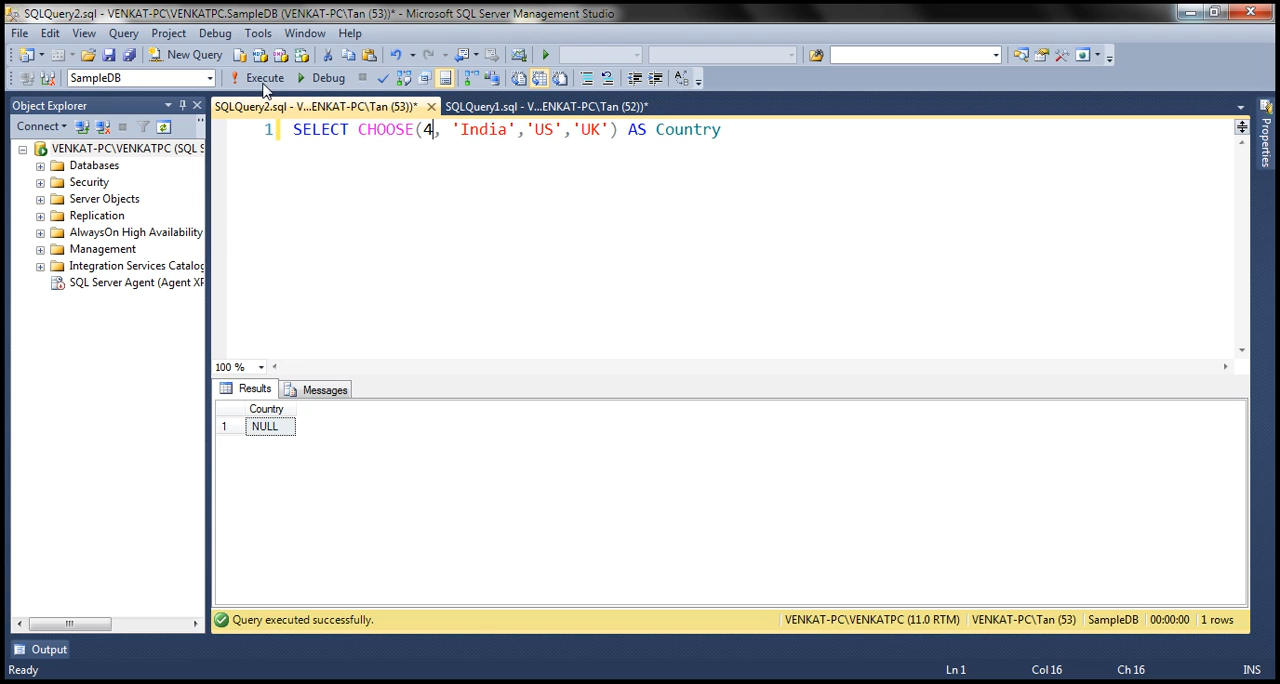 SQLQuery2.sql - VENKAT-PC\VENKATPC.SampleDB (VENKATPC\Tan (53))* - Microsoft SQL Server Management Studio
File Edit View Query Project Debug Tools Window Help
New Query
SampleDB Execute Debug
Object Explorer
SQLQuery2.sql - V...ENKAT-PC\Tan (53))* SQLQuery1.sql - V...ENKAT-PC\Tan (52))*
Connect
1 SELECT CHOOSE(4, 'India','US','UK') AS Country
VENKAT-PC\VENKATPC (SQL S
Databases
Security
Server Objects
Replication
AlwaysOn High Availability
Management
Integration Services Catalog
SQL Server Agent (Agent XP
Properties
100 %
Results Messages
Country
1 NULL
Query executed successfully. VENKAT-PC\VENKATPC (11.0 RTM) VENKAT-PC\Tan (53) SampleDB 00:00:00 1 rows
Output
Ready Ln 1 Col 16 Ch 16 INS